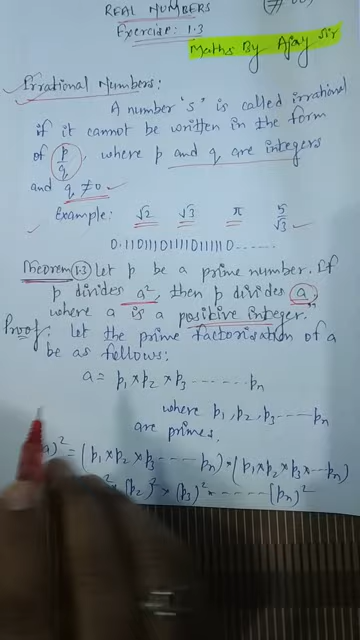 REAL NUMBERS
Exercise: 1.3
Maths By Ajay Sir
Irrational Numbers:
A number 's' is called irrational
if it cannot be written in the form
of p/q, where p and q are integers
and q ≠ 0
Example: √2 √3 π 5/√3
0.11011101111011111 0......
Theorem 1.3 Let p be a prime number. If
p divides a², then p divides a,
where a is a positive integer.
Proof: Let the prime factorisation of a
be as follows:
a = p₁ × p₂ × p₃ ....... pₙ
where p₁, p₂, p₃ ----- pₙ
are primes.
)² = (p₁ × p₂ × p₃ ..... pₙ) × (p₁ × p₂ × p₃ × ... pₙ)
² × (p₂)² × (p₃)² × ...... (pₙ)²